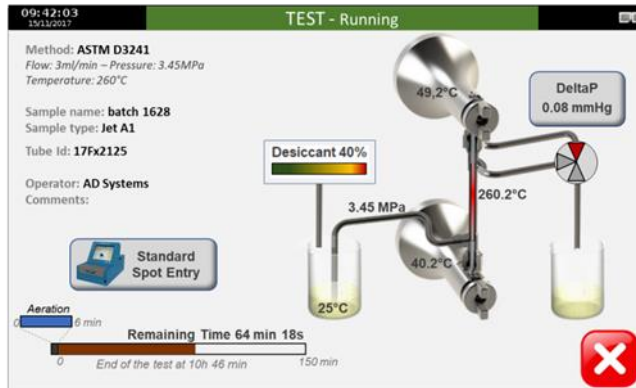 09:42:03
15/11/2017
TEST - Running
Method: ASTM D3241
Flow: 3ml/min – Pressure: 3.45MPa
Temperature: 260°C
Sample name: batch 1628
Sample type: Jet A1
Tube Id: 17Fx2125
Operator: AD Systems
Comments:
49,2°C
DeltaP
0.08 mmHg
Desiccant 40%
260.2°C
3.45 MPa
40.2°C
25°C
Standard
Spot Entry
Aeration
0
6 min
Remaining Time 64 min 18s
0
End of the test at 10h 46 min
150 min